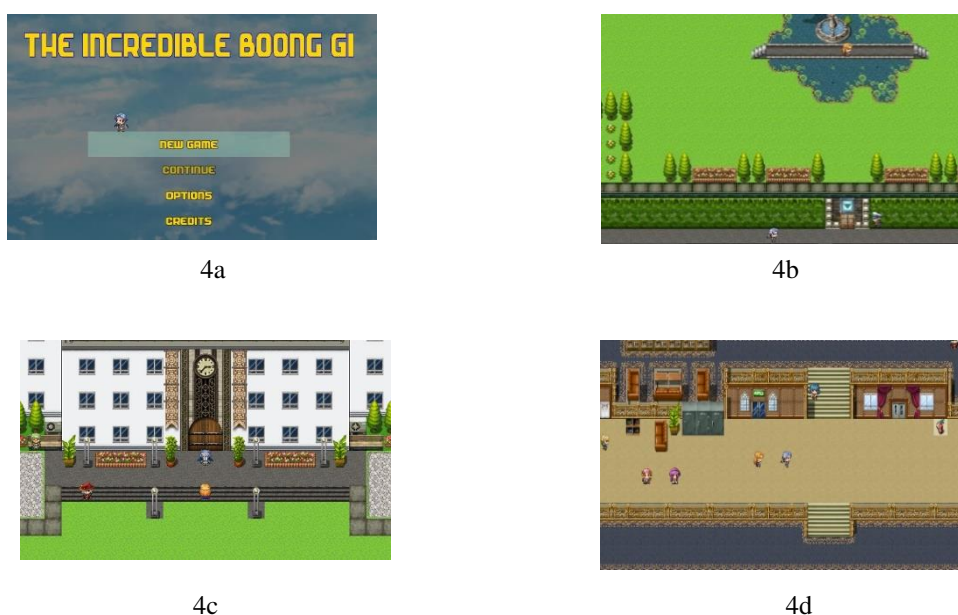 THE INCREDIBLE BOONG GI
NEW GAME
CONTINUE
OPTIONS
CREDITS
4a
4b
4c
4d